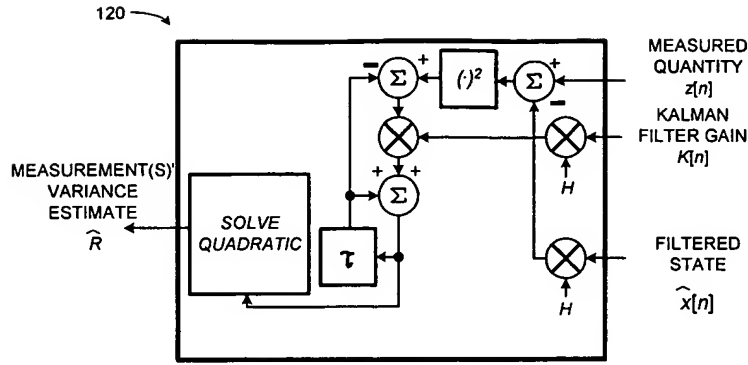 120
MEASURED
QUANTITY
z[n]
KALMAN
FILTER GAIN
K[n]
FILTERED
STATE
x̂[n]
MEASUREMENT(S)'
VARIANCE
ESTIMATE
R̂
SOLVE
QUADRATIC
− Σ +
(·)²
Σ +
−
H
+ +
Σ
τ
H